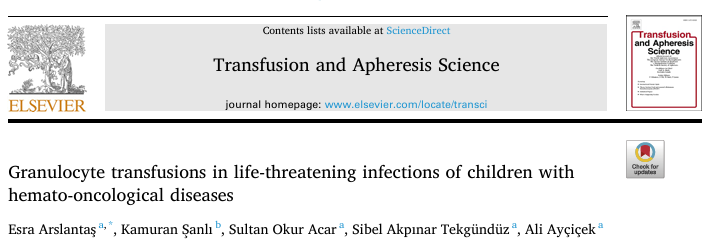 Contents lists available at ScienceDirect
Transfusion and Apheresis Science
journal homepage: www.elsevier.com/locate/transci
ELSEVIER
Transfusion
and Apheresis
Science
Check for
updates
Granulocyte transfusions in life-threatening infections of children with
hemato-oncological diseases
Esra Arslantaş a, *, Kamuran Şanlı b, Sultan Okur Acar a, Sibel Akpınar Tekgündüz a, Ali Ayçiçek a